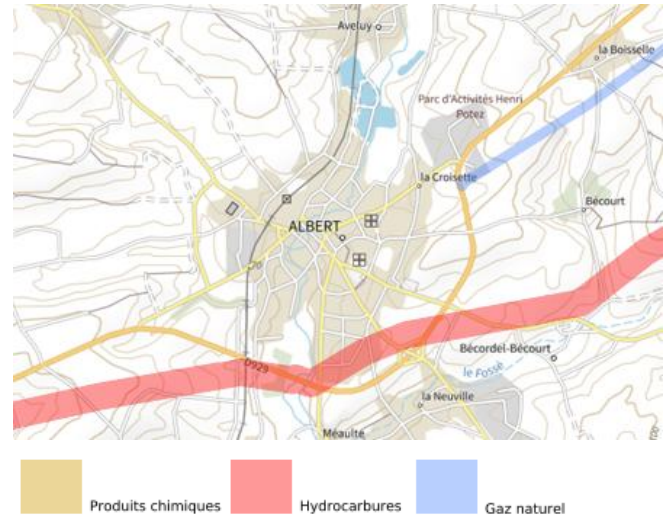 Aveluy
la Boisselle
Parc d'Activités Henri
Potez
la Croisette
Bécourt
ALBERT
D929
Bécordel-Bécourt
le Fossé
la Neuville
Méaulte
Produits chimiques
Hydrocarbures
Gaz naturel